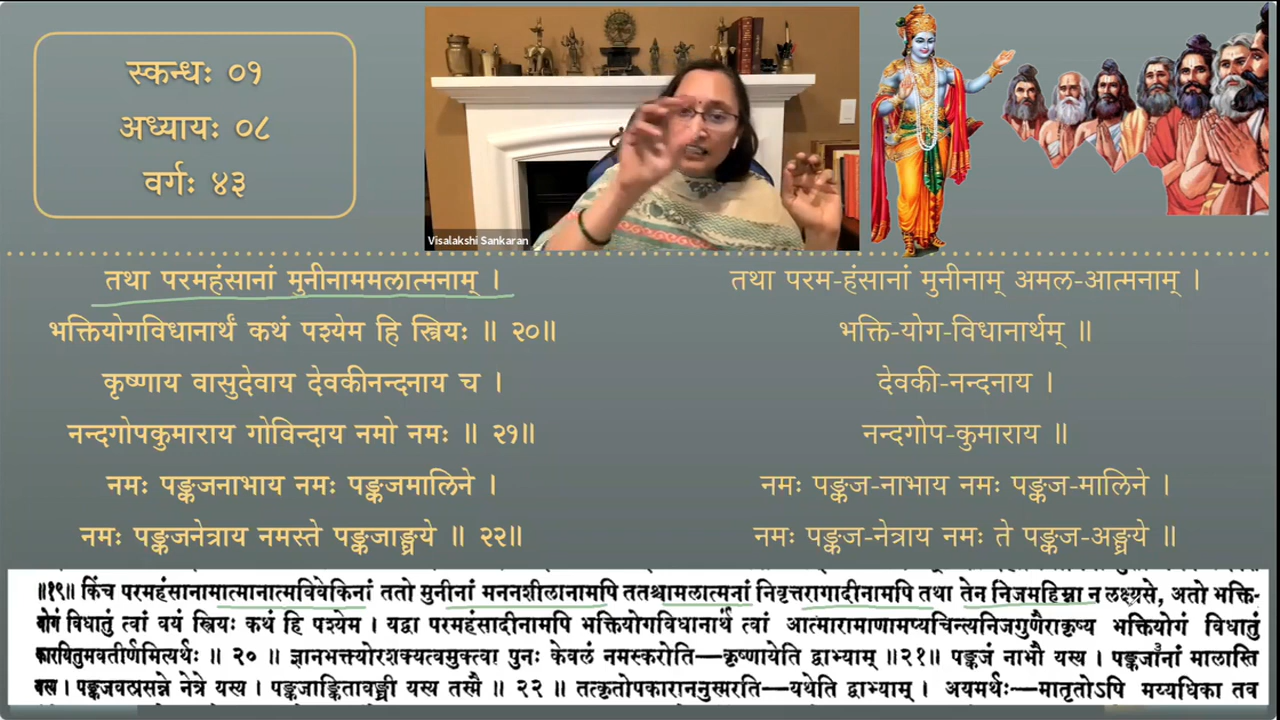 स्कन्धः ०१
अध्यायः ०८
वर्गः ४३
Visalakshi Sankaran
तथा परमहंसानां मुनीनाममलात्मनाम् ।
भक्तियोगविधानार्थं कथं पश्येम हि स्त्रियः ॥ २०॥
कृष्णाय वासुदेवाय देवकीनन्दनाय च ।
नन्दगोपकुमाराय गोविन्दाय नमो नमः ॥ २१॥
नमः पङ्कजनाभाय नमः पङ्कजमालिने ।
नमः पङ्कजनेत्राय नमस्ते पङ्कजाङ्घ्रये ॥ २२॥
तथा परम-हंसानां मुनीनाम् अमल-आत्मनाम् ।
भक्ति-योग-विधानार्थम् ॥
देवकी-नन्दनाय ।
नन्दगोप-कुमाराय ॥
नमः पङ्कज-नाभाय नमः पङ्कज-मालिने ।
नमः पङ्कज-नेत्राय नमः ते पङ्कज-अङ्घ्रये ॥
॥१९॥ किंच परमहंसानामात्मानात्मविवेकिनां ततो मुनीनां मननशीलानामपि ततश्चामलात्मनां निवृत्तरागादीनामपि तथा तेन निजमहिम्ना न लक्ष्यसे, अतो भक्ति-
योगं विधातुं त्वां वयं स्त्रियः कथं हि पश्येम । यद्वा परमहंसादीनामपि भक्तियोगविधानार्थं त्वां आत्मारामाणामप्यचिन्त्यनिजगुणैराकृष्य भक्तियोगं विधातुं
कारयितुमवतीर्णमित्यर्थः ॥ २० ॥ ज्ञानभक्त्योरशक्यत्वमुक्त्वा पुनः केवलं नमस्करोति—कृष्णायेति द्वाभ्याम् ॥२१॥ पङ्कजं नाभौ यस्य । पङ्कजानां मालास्ति
यस्य । पङ्कजवत्प्रसन्ने नेत्रे यस्य । पङ्कजाङ्कितावङ्घ्री यस्य तस्मै ॥ २२ ॥ तत्कृतोपकाराननुस्मरति—यथेति द्वाभ्याम् । अयमर्थः—मातृतोऽपि मय्यधिका तव